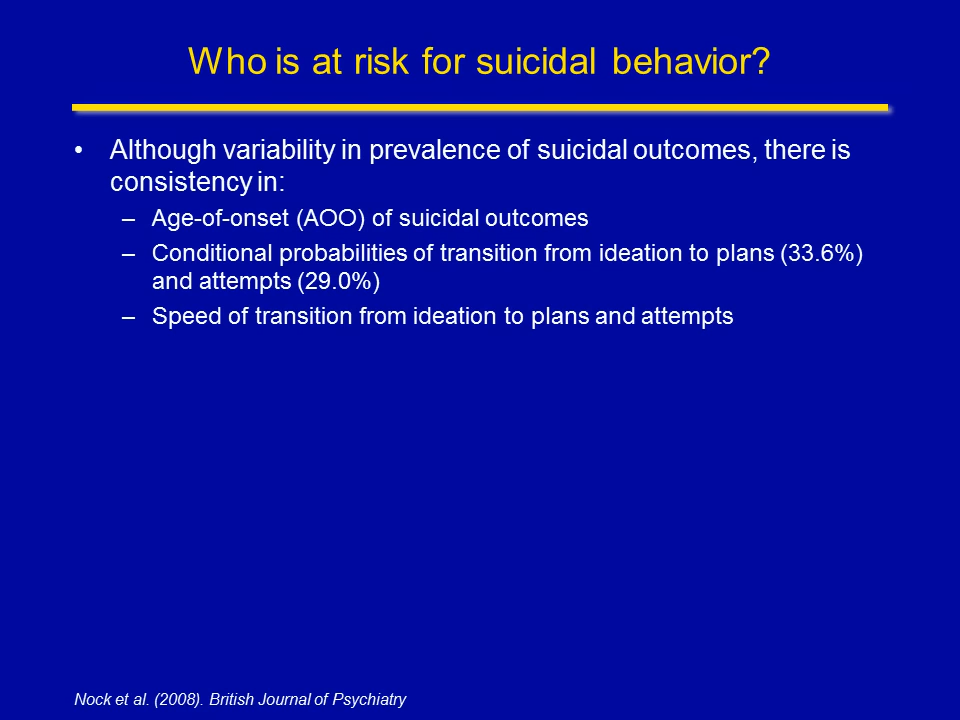 Who is at risk for suicidal behavior?
• Although variability in prevalence of suicidal outcomes, there is
consistency in:
– Age-of-onset (AOO) of suicidal outcomes
– Conditional probabilities of transition from ideation to plans (33.6%)
and attempts (29.0%)
– Speed of transition from ideation to plans and attempts
Nock et al. (2008). British Journal of Psychiatry